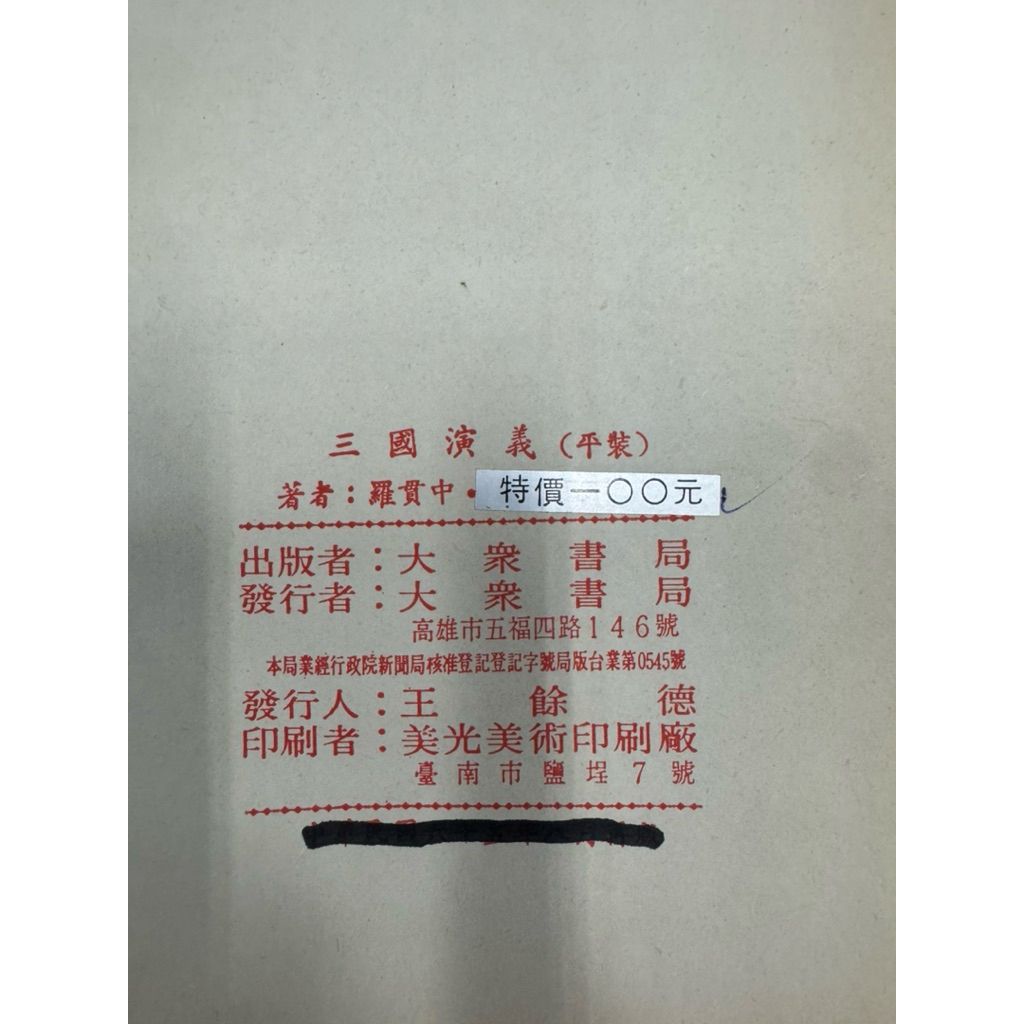 三國演義(平裝)
著者:羅貫中・特價一〇〇元
出版者:大衆書局
發行者:大衆書局
高雄市五福四路146號
本局業經行政院新聞局核准登記登記字號局版台業第0545號
發行人:王餘德
印刷者:美光美術印刷廠
臺南市鹽埕7號